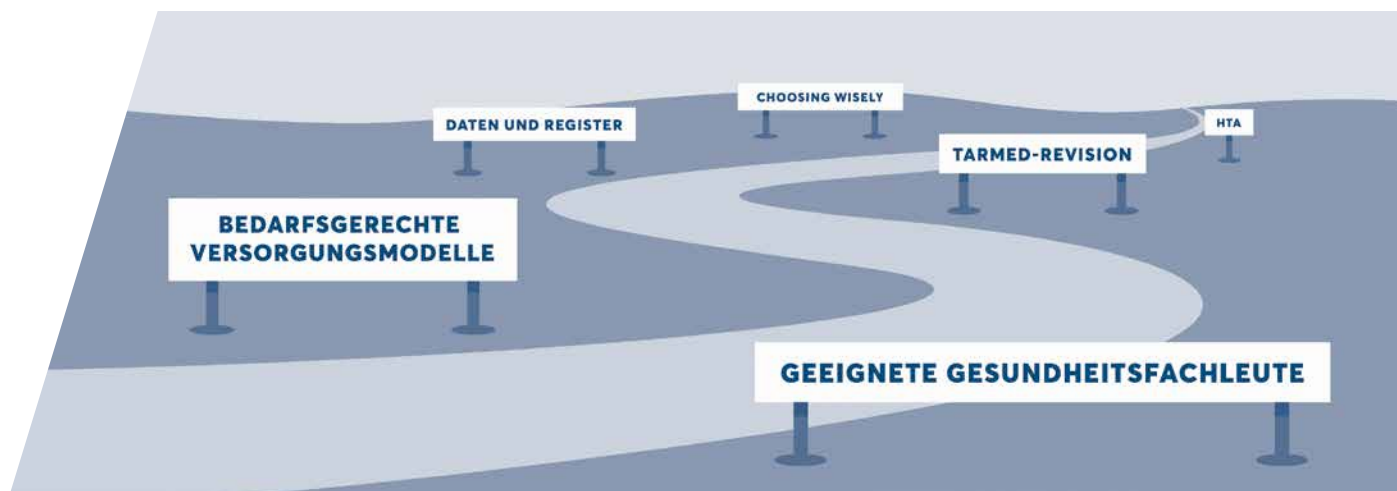 CHOOSING WISELY
DATEN UND REGISTER
HTA
TARMED-REVISION
BEDARFSGERECHTE
VERSORGUNGSMODELLE
GEEIGNETE GESUNDHEITSFACHLEUTE